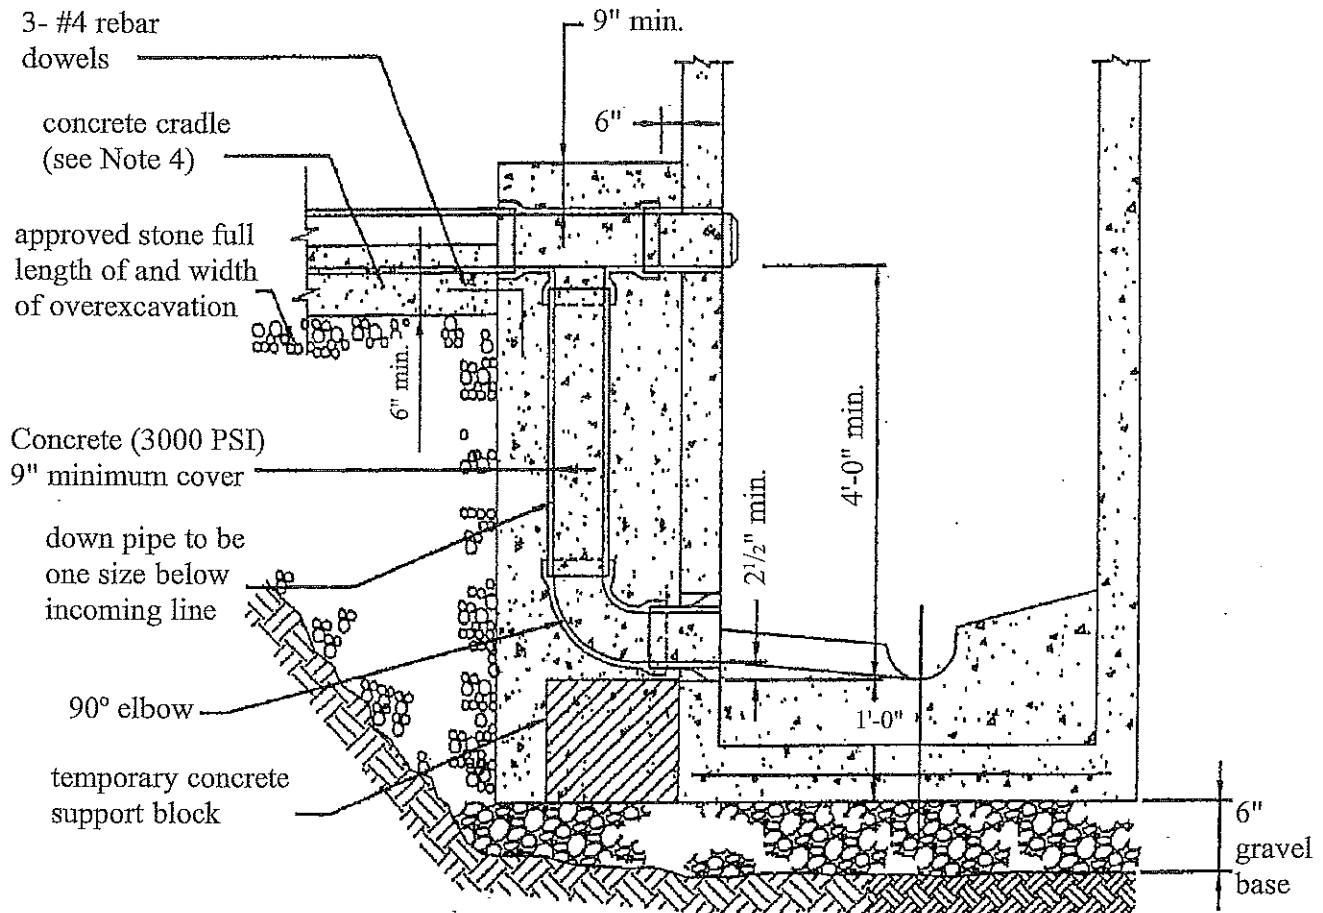 3- #4 rebar
dowels
9" min.
6"
concrete cradle
(see Note 4)
approved stone full
length of and width
of overexcavation
6" min.
Concrete (3000 PSI)
9" minimum cover
4'-0" min.
2 1/2" min.
down pipe to be
one size below
incoming line
90° elbow
1'-0"
temporary concrete
support block
6"
gravel
base